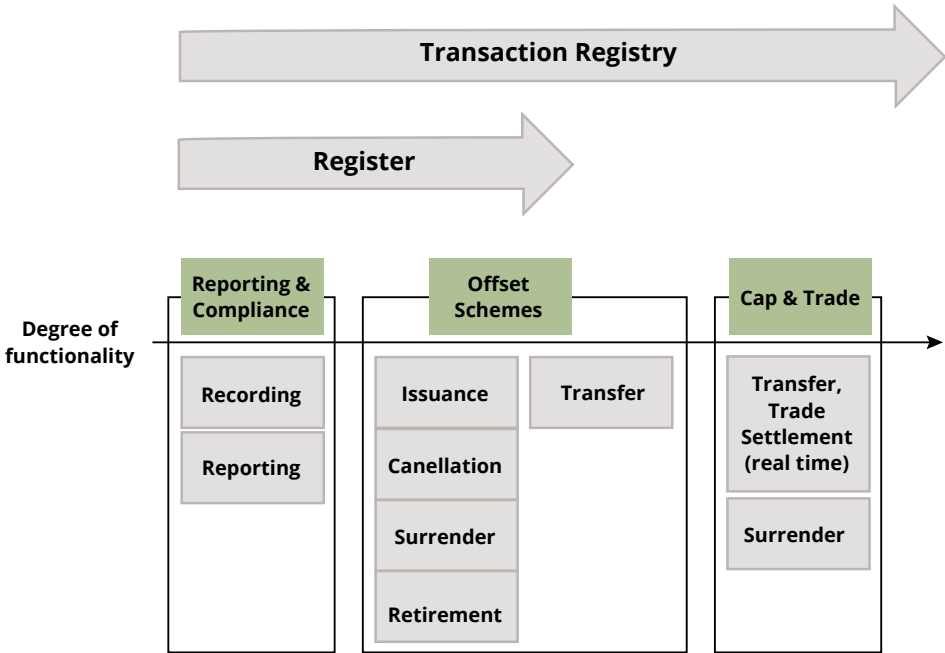 Transaction Registry
Register
Reporting &
Compliance
Offset
Schemes
Cap & Trade
Degree of
functionality
Recording
Reporting
Issuance
Canellation
Surrender
Retirement
Transfer
Transfer,
Trade
Settlement
(real time)
Surrender